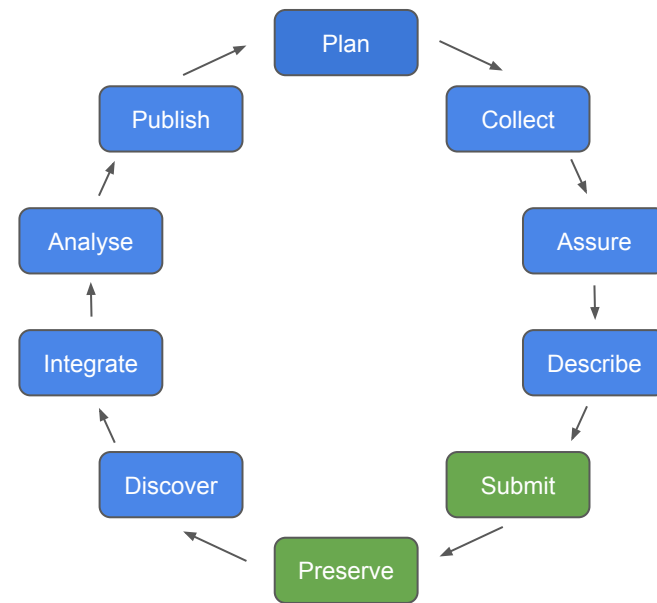 Plan
Collect
Assure
Describe
Submit
Preserve
Discover
Integrate
Analyse
Publish